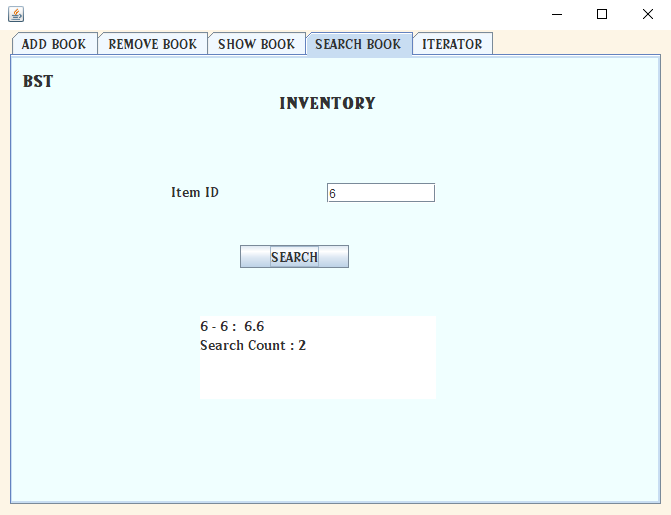 ADD BOOK REMOVE BOOK SHOW BOOK SEARCH BOOK ITERATOR
BST
INVENTORY
Item ID 6
SEARCH
6 - 6 : 6.6
Search Count : 2